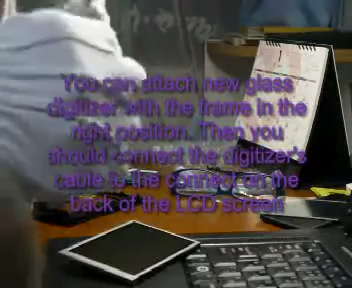 You can attach new glass
digitizer with the frame in the
right position. Then you
should connect the digitizer's
cable to the connect on the
back of the LCD screen